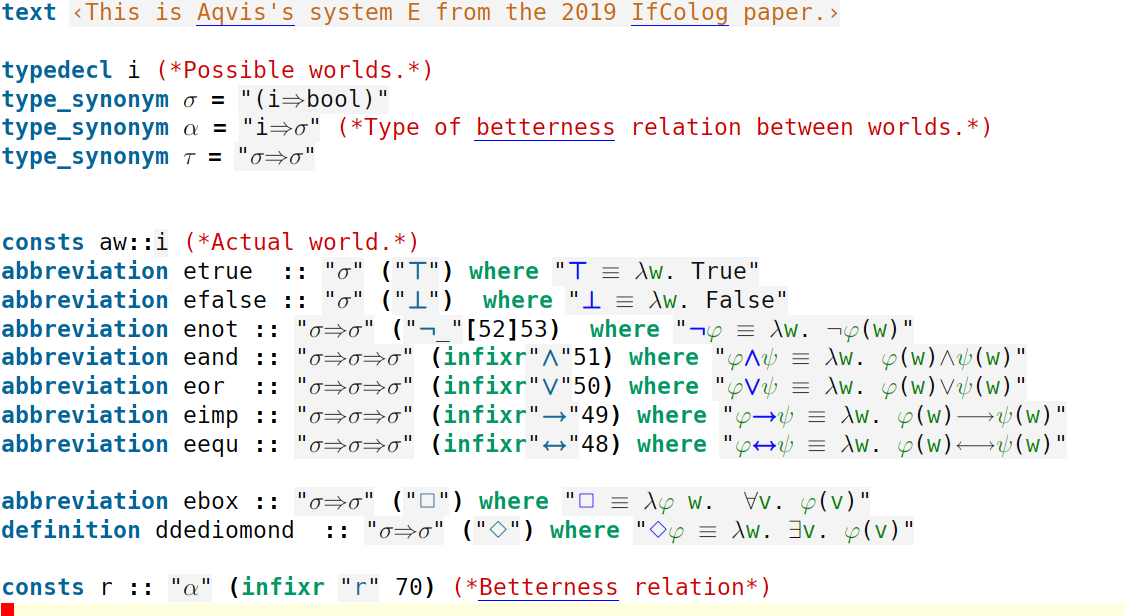 text ‹This is Aqvis's system E from the 2019 IfColog paper.›
typedecl i (*Possible worlds.*)
type_synonym σ = "(i⇒bool)"
type_synonym α = "i⇒σ" (*Type of betterness relation between worlds.*)
type_synonym τ = "σ⇒σ"
consts aw::i (*Actual world.*)
abbreviation etrue  :: "σ" ("⊤") where "⊤ ≡ λw. True"
abbreviation efalse :: "σ" ("⊥")  where "⊥ ≡ λw. False"
abbreviation enot :: "σ⇒σ" ("¬_"[52]53)  where "¬φ ≡ λw. ¬φ(w)"
abbreviation eand :: "σ⇒σ⇒σ" (infixr"∧"51) where "φ∧ψ ≡ λw. φ(w)∧ψ(w)"
abbreviation eor  :: "σ⇒σ⇒σ" (infixr"∨"50) where "φ∨ψ ≡ λw. φ(w)∨ψ(w)"
abbreviation eimp :: "σ⇒σ⇒σ" (infixr"→"49) where "φ→ψ ≡ λw. φ(w)⟶ψ(w)"
abbreviation eequ :: "σ⇒σ⇒σ" (infixr"↔"48) where "φ↔ψ ≡ λw. φ(w)⟷ψ(w)"
abbreviation ebox :: "σ⇒σ" ("□") where "□ ≡ λφ w.  ∀v. φ(v)"
definition ddediomond  :: "σ⇒σ" ("◇") where "◇φ ≡ λw. ∃v. φ(v)"
consts r :: "α" (infixr "r" 70) (*Betterness relation*)